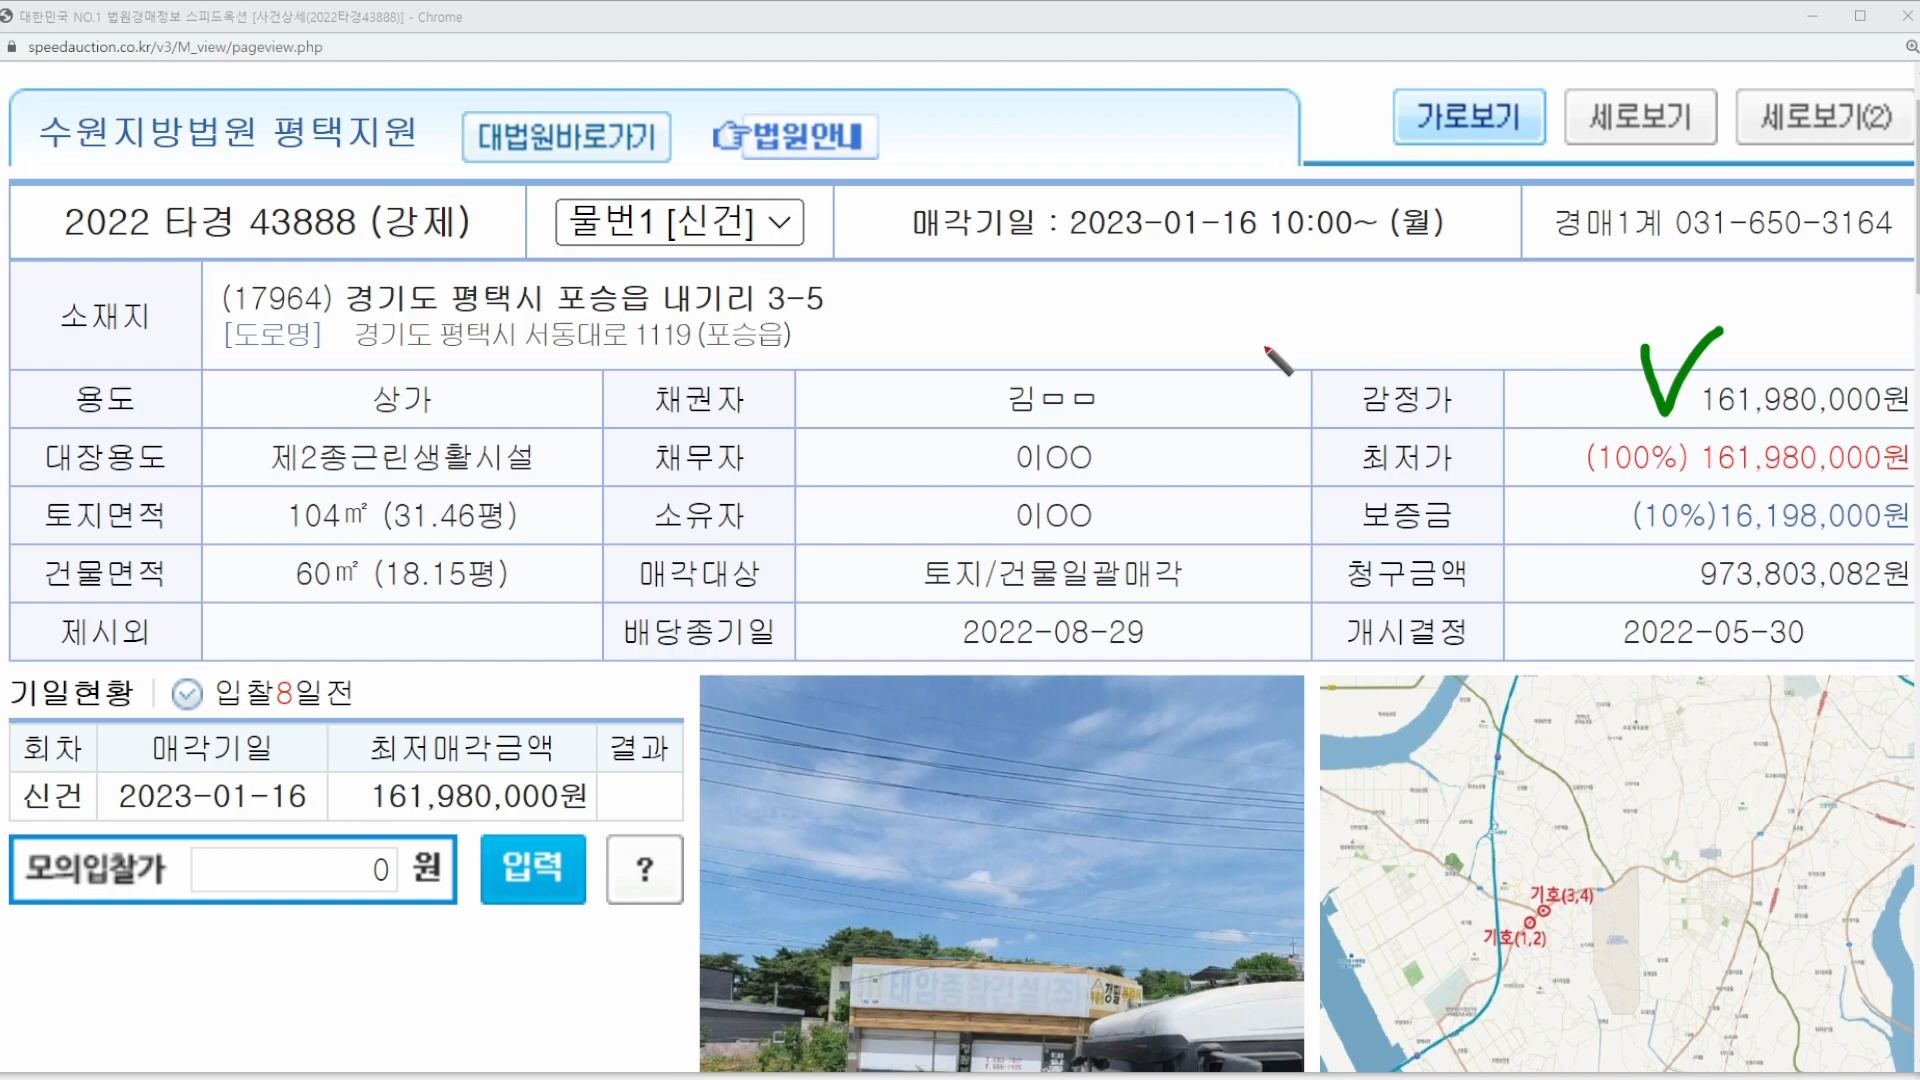 대한민국 NO.1 법원경매정보 스피드옥션 [사건상세(2022타경43888)] - Chrome
speedauction.co.kr/v3/M_view/pageview.php
수원지방법원 평택지원
대법원바로가기
법원안내
가로보기
세로보기
세로보기(2)
2022 타경 43888 (강제)
물번1 [신건]
매각기일 : 2023-01-16 10:00~ (월)
경매1계 031-650-3164
소재지
(17964) 경기도 평택시 포승읍 내기리 3-5
[도로명] 경기도 평택시 서동대로 1119 (포승읍)
용도 상가 채권자 김ㅁㅁ 감정가 161,980,000원
대장용도 제2종근린생활시설 채무자 이OO 최저가 (100%) 161,980,000원
토지면적 104㎡ (31.46평) 소유자 이OO 보증금 (10%)16,198,000원
건물면적 60㎡ (18.15평) 매각대상 토지/건물일괄매각 청구금액 973,803,082원
제시외 배당종기일 2022-08-29 개시결정 2022-05-30
기일현황 입찰8일전
회차 매각기일 최저매각금액 결과
신건 2023-01-16 161,980,000원
모의입찰가 0 원 입력 ?
태암종합건설(주)
기호(3,4)
기호(1,2)